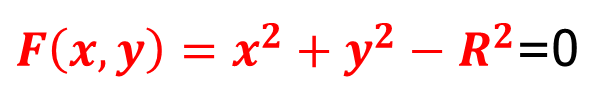 F(x, y) = x² + y² − R²=0